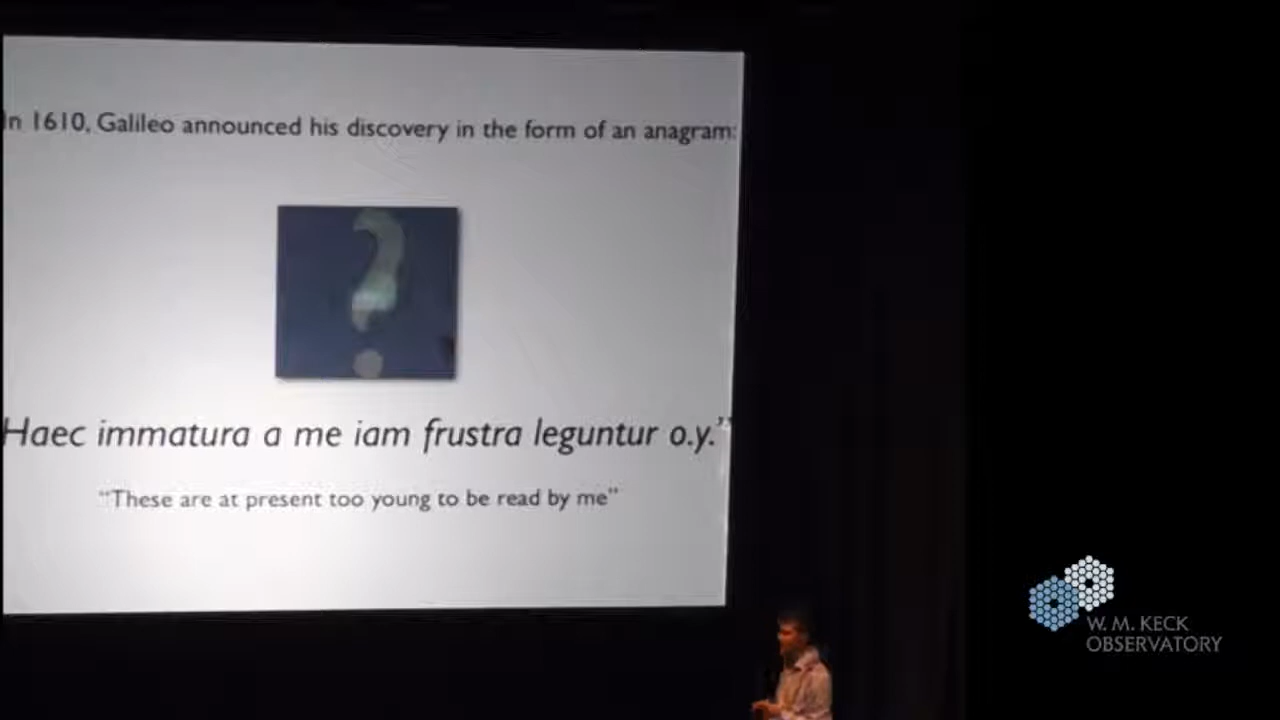 In 1610, Galileo announced his discovery in the form of an anagram:
Haec immatura a me iam frustra leguntur o.y.”
“These are at present too young to be read by me”
W. M. KECK
OBSERVATORY